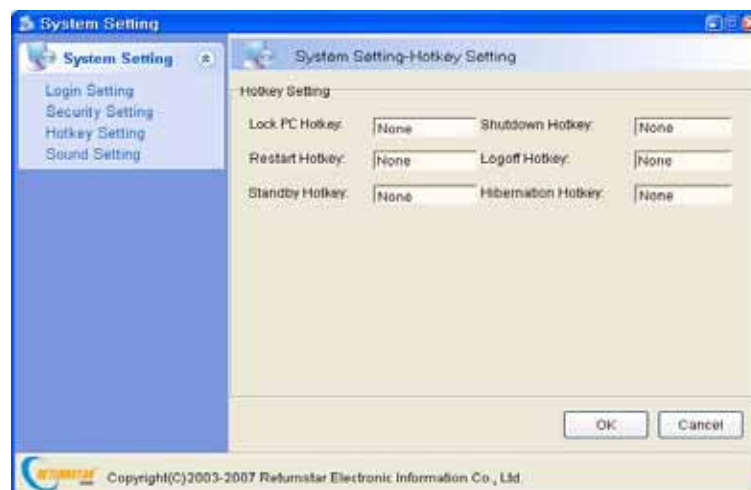 System Setting
System Setting
Login Setting
Security Setting
Hotkey Setting
Sound Setting
System Setting-Hotkey Setting
Hotkey Setting
Lock PC Hotkey: None Shutdown Hotkey: None
Restart Hotkey: None Logoff Hotkey: None
Standby Hotkey: None Hibernation Hotkey: None
OK Cancel
RETURNSTAR Copyright(C)2003-2007 Returnstar Electronic Information Co., Ltd